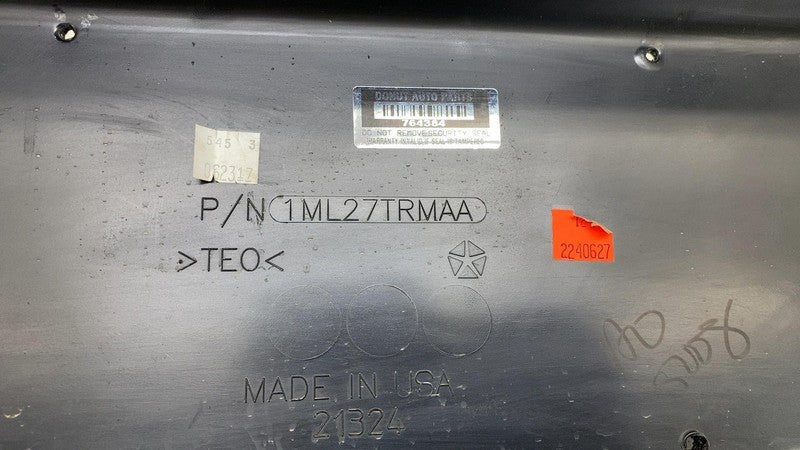 DONUT AUTO PARTS
764384
DO NOT REMOVE SECURITY SEAL
WARRANTY INVALID IF SEAL IS TAMPERED
545 3
062317
P/N 1ML27TRMAA
>TEO<
2240627
MADE IN USA
21324